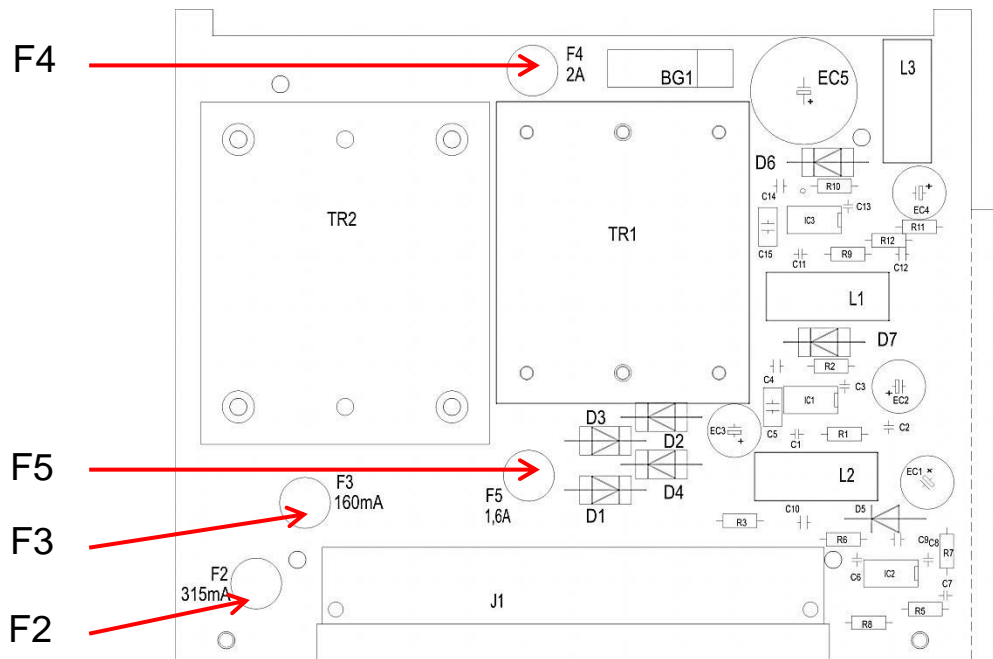 F4
F4
2A
BG1
EC5
L3
D6
C14
R10
C13
EC4
IC3
R11
TR2
TR1
C15
R12
C11
R9
C12
L1
D7
C4
R2
C3
IC1
EC2
D3
D2
EC3
C5
C1
R1
C2
F5
F3
160mA
F5
1,6A
D4
D1
L2
EC1
C10
D5
R3
F3
R6
C9
C8
R7
F2
315mA
C6
IC2
C7
J1
R5
F2
R8